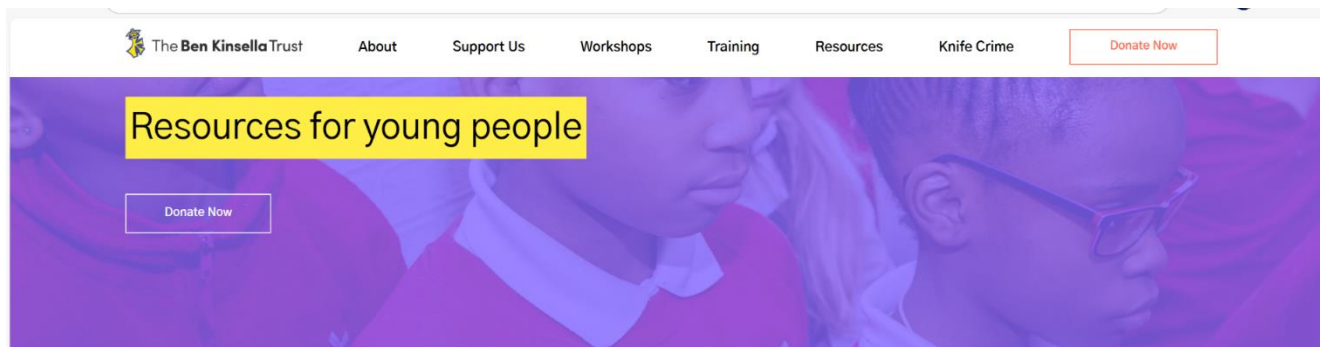 The Ben Kinsella Trust About Support Us Workshops Training Resources Knife Crime Donate Now
Resources for young people
Donate Now